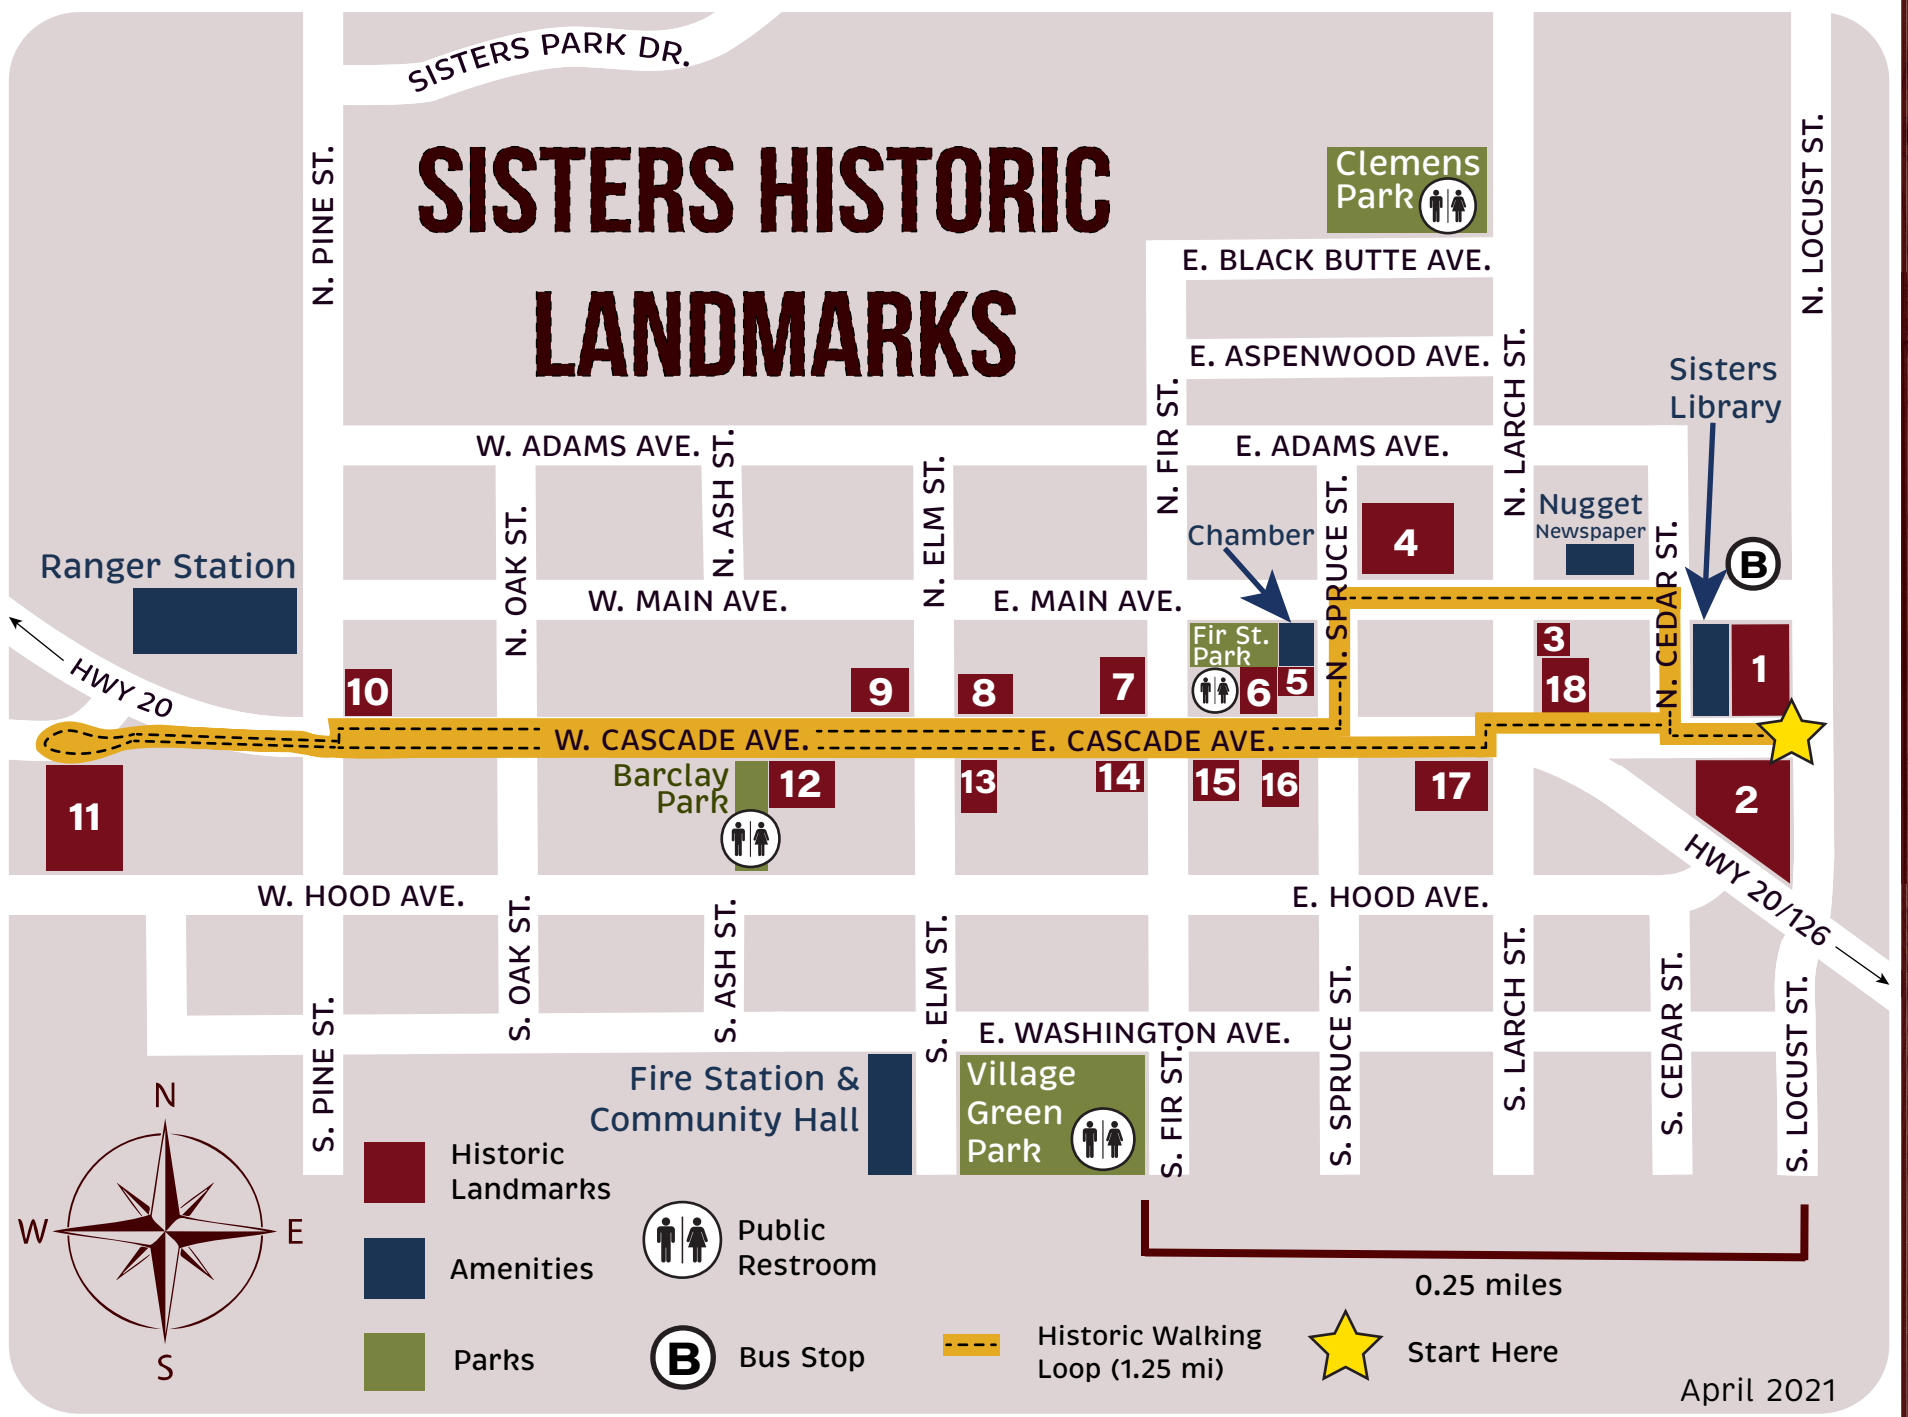 SISTERS PARK DR.
SISTERS HISTORIC
LANDMARKS
N. PINE ST.
Clemens
Park
N. LOCUST ST.
E. BLACK BUTTE AVE.
E. ASPENWOOD AVE.
N. LARCH ST.
Sisters
Library
N. FIR ST.
W. ADAMS AVE.
N. ASH ST.
E. ADAMS AVE.
N. OAK ST.
N. ELM ST.
N. SPRUCE ST.
Chamber
4
Nugget
Newspaper
N. CEDAR ST.
B
Ranger Station
W. MAIN AVE.
E. MAIN AVE.
Fir St.
Park
3
1
HWY 20
10
9
8
7
6
5
18
W. CASCADE AVE.
E. CASCADE AVE.
11
Barclay
Park
12
13
14
15
16
17
2
HWY 20/126
W. HOOD AVE.
E. HOOD AVE.
S. PINE ST.
S. OAK ST.
S. ASH ST.
S. ELM ST.
E. WASHINGTON AVE.
S. FIR ST.
S. SPRUCE ST.
S. LARCH ST.
S. CEDAR ST.
S. LOCUST ST.
Fire Station &
Community Hall
Village
Green
Park
N
W
E
S
Historic
Landmarks
Amenities
Parks
Public
Restroom
B
Bus Stop
0.25 miles
Historic Walking
Loop (1.25 mi)
Start Here
April 2021